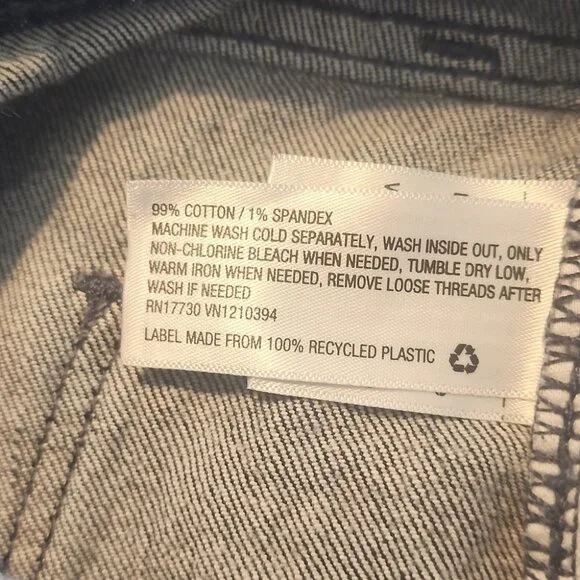 99% COTTON / 1% SPANDEX
MACHINE WASH COLD SEPARATELY, WASH INSIDE OUT, ONLY
NON-CHLORINE BLEACH WHEN NEEDED, TUMBLE DRY LOW,
WARM IRON WHEN NEEDED, REMOVE LOOSE THREADS AFTER
WASH IF NEEDED
RN17730 VN1210394
LABEL MADE FROM 100% RECYCLED PLASTIC